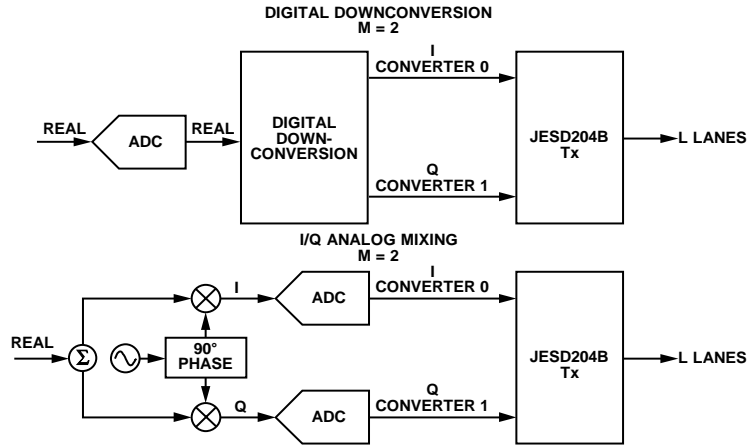 DIGITAL DOWNCONVERSION
M = 2
I
CONVERTER 0
REAL
ADC
REAL
DIGITAL
DOWN-
CONVERSION
JESD204B
Tx
L LANES
Q
CONVERTER 1
I/Q ANALOG MIXING
M = 2
I
ADC
I
CONVERTER 0
REAL
Σ
90°
PHASE
JESD204B
Tx
L LANES
Q
ADC
Q
CONVERTER 1